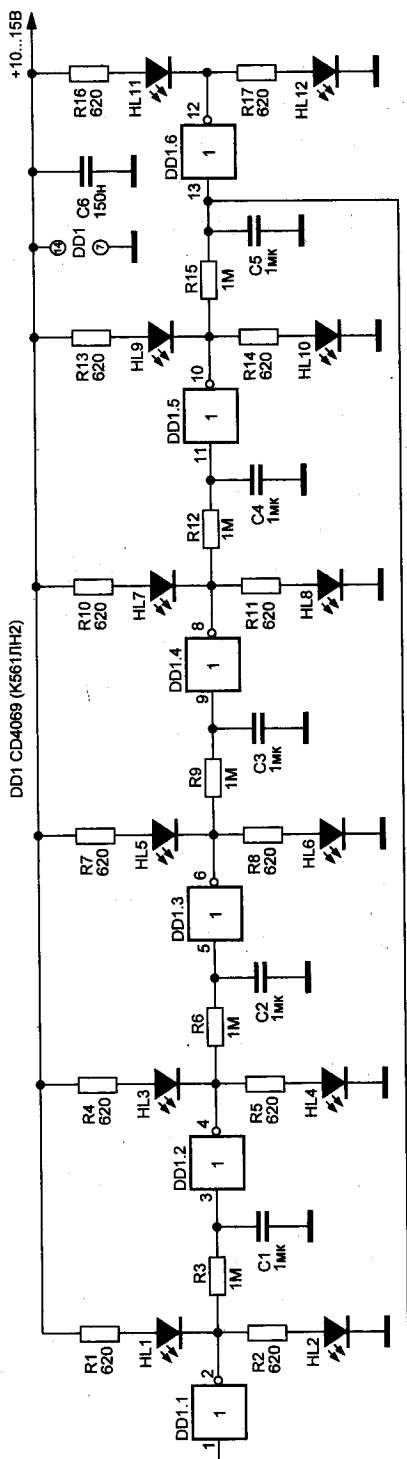 DD1 CD4069 (К561ЛН2)
+10...15В
R1
620
HL1
R4
620
HL3
R7
620
HL5
R10
620
HL7
R13
620
HL9
14
DD1
7
C6
150н
R16
620
HL11
1
DD1.1
1
2
R3
1М
C1
1мк
3
DD1.2
1
4
R6
1М
C2
1мк
5
DD1.3
1
6
R9
1М
C3
1мк
9
DD1.4
1
8
R12
1М
C4
1мк
11
DD1.5
1
10
R15
1М
C5
1мк
13
DD1.6
1
12
R2
620
HL2
R5
620
HL4
R8
620
HL6
R11
620
HL8
R14
620
HL10
R17
620
HL12